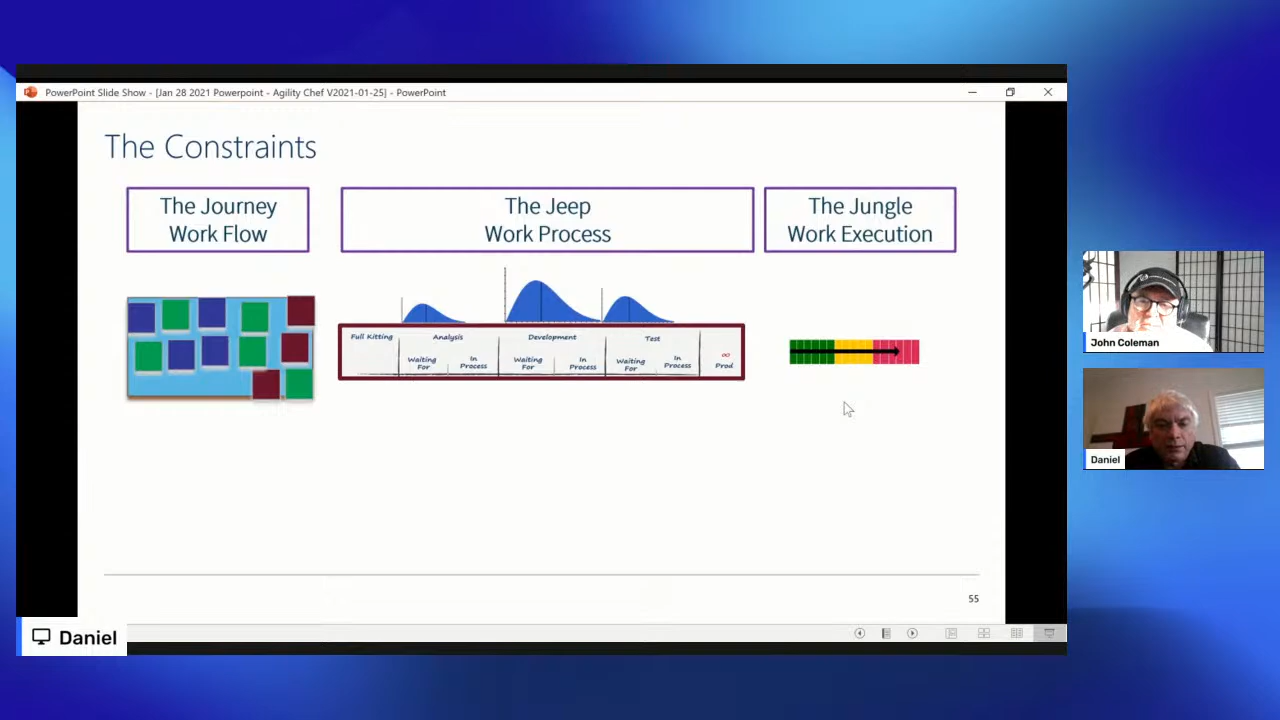 PowerPoint Slide Show - [Jan 28 2021 Powerpoint - Agility Chef V2021-01-25] - PowerPoint
The Constraints
The Journey
Work Flow
The Jeep
Work Process
The Jungle
Work Execution
Full Kitting
Analysis
Development
Test
Waiting
For
In
Process
Waiting
For
In
Process
Waiting
For
In
Process
∞
Prod
55
John Coleman
Daniel
Daniel